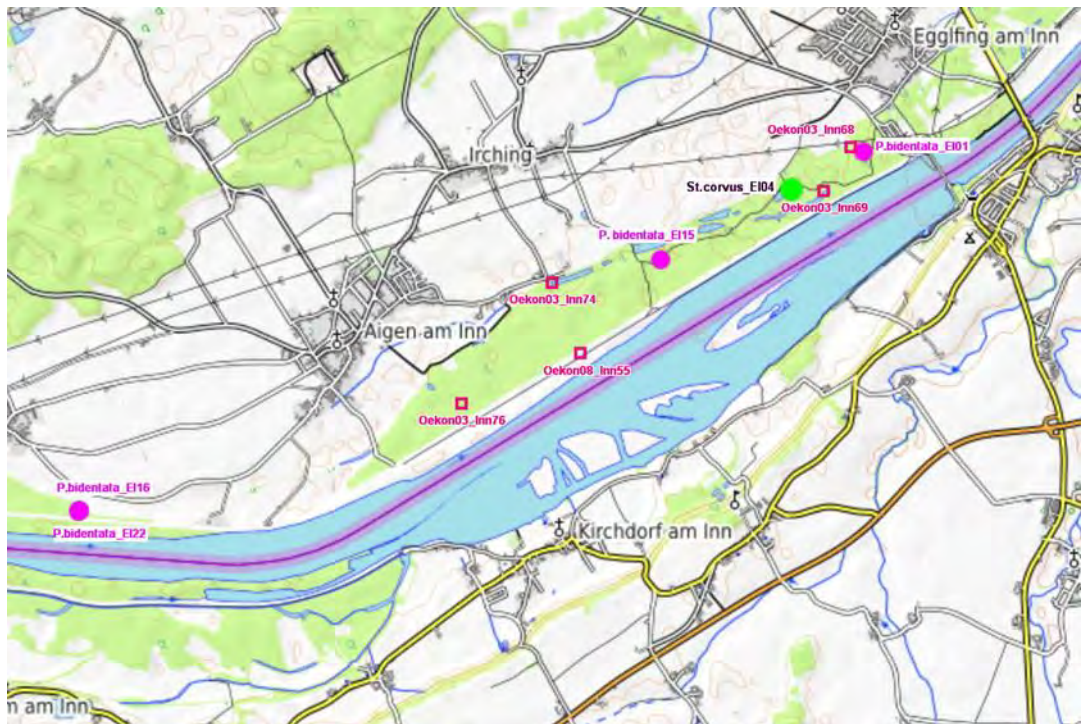 Egglfing am Inn
Oekon03_Inn68
P.bidentata_EI01
Irching
St.corvus_EI04
Oekon03_Inn69
P. bidentata_EI15
Oekon03_Inn74
Aigen am Inn
Oekon08_Inn55
Oekon03_Inn76
P.bidentata_EI16
P.bidentata_EI22
Kirchdorf am Inn
m am Inn